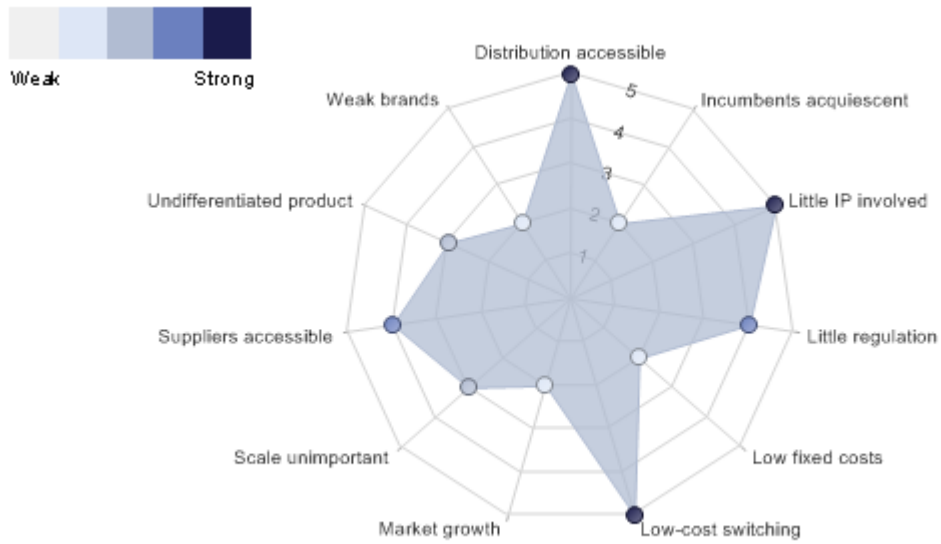 Weak Strong
Distribution accessible
Weak brands
Incumbents acquiescent
5
4
3
2
1
Undifferentiated product
Little IP involved
Suppliers accessible
Little regulation
Scale unimportant
Low fixed costs
Market growth
Low-cost switching